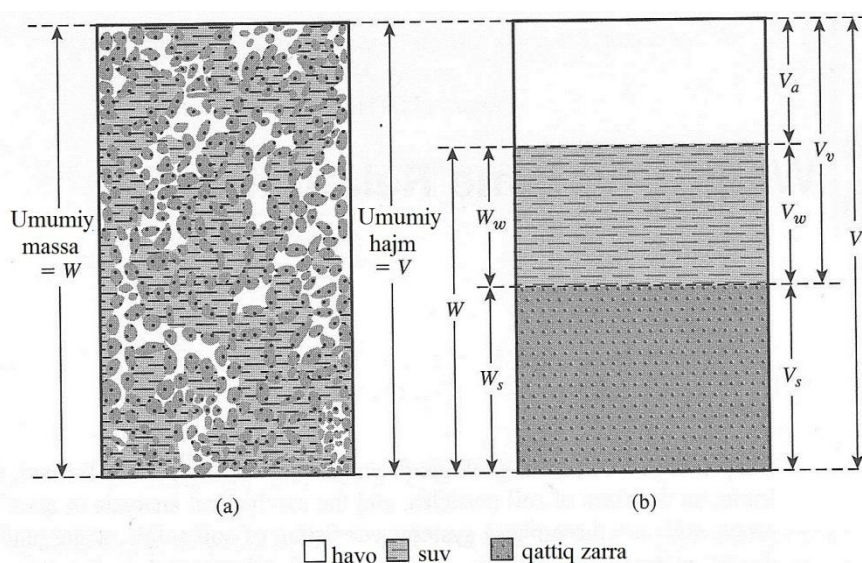 Umumiy
massa
= W
Umumiy
hajm
= V
W
W_w
W_s
V_a
V_w
V_v
V_s
V
(a)
(b)
havo
suv
qattiq zarra